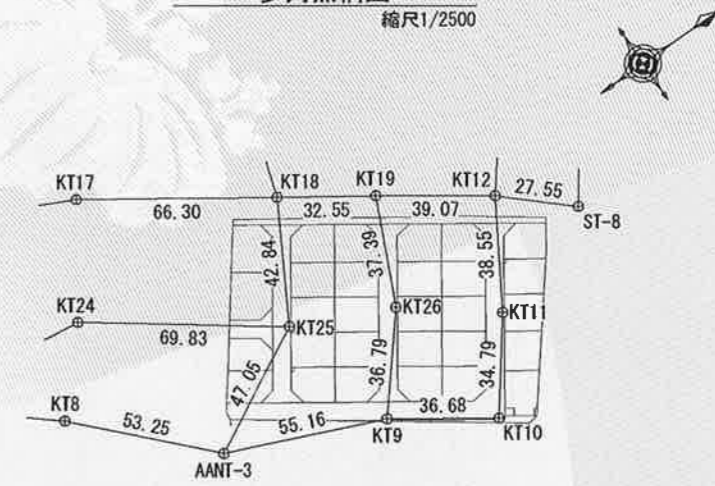 縮尺1/2500
KT17
KT18
KT19
KT12
27.55
ST-8
66.30
32.55
39.07
42.84
37.39
38.55
KT24
KT25
KT26
KT11
69.83
47.05
36.79
34.79
KT8
53.25
55.16
36.68
KT9
KT10
AANT-3